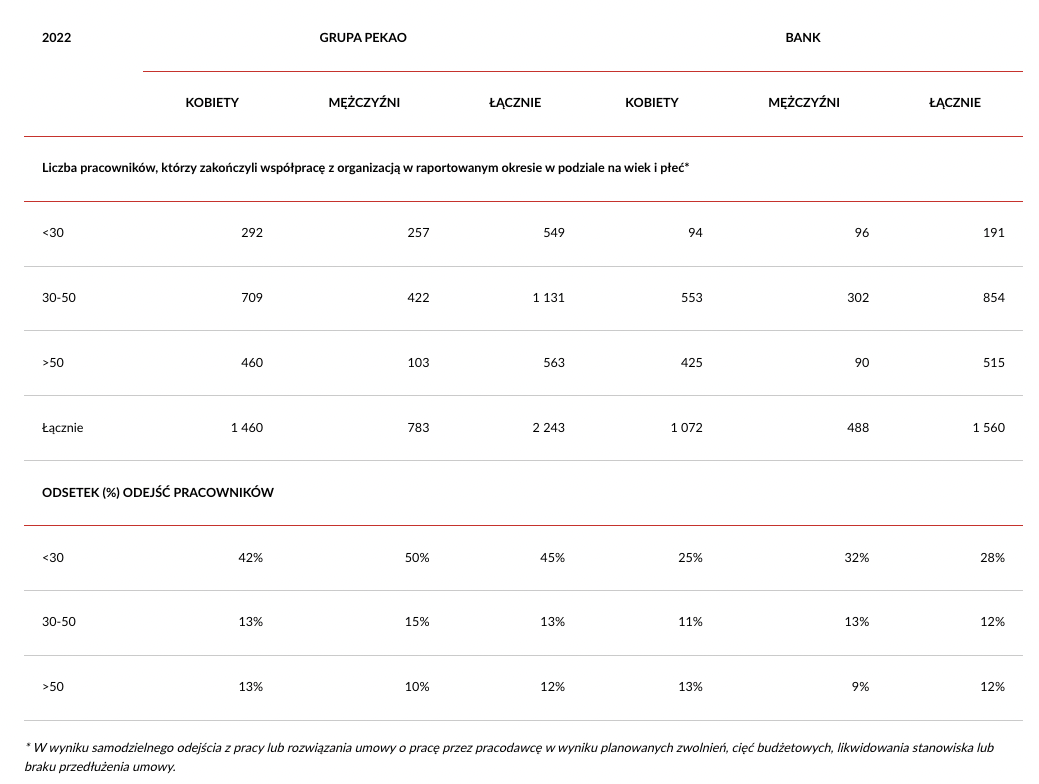 2022 GRUPA PEKAO BANK
KOBIETY MĘŻCZYŹNI ŁĄCZNIE KOBIETY MĘŻCZYŹNI ŁĄCZNIE
Liczba pracowników, którzy zakończyli współpracę z organizacją w raportowanym okresie w podziale na wiek i płeć*
<30 292 257 549 94 96 191
30-50 709 422 1 131 553 302 854
>50 460 103 563 425 90 515
Łącznie 1 460 783 2 243 1 072 488 1 560
ODSETEK (%) ODEJŚĆ PRACOWNIKÓW
<30 42% 50% 45% 25% 32% 28%
30-50 13% 15% 13% 11% 13% 12%
>50 13% 10% 12% 13% 9% 12%
* W wyniku samodzielnego odejścia z pracy lub rozwiązania umowy o pracę przez pracodawcę w wyniku planowanych zwolnień, cięć budżetowych, likwidowania stanowiska lub
braku przedłużenia umowy.